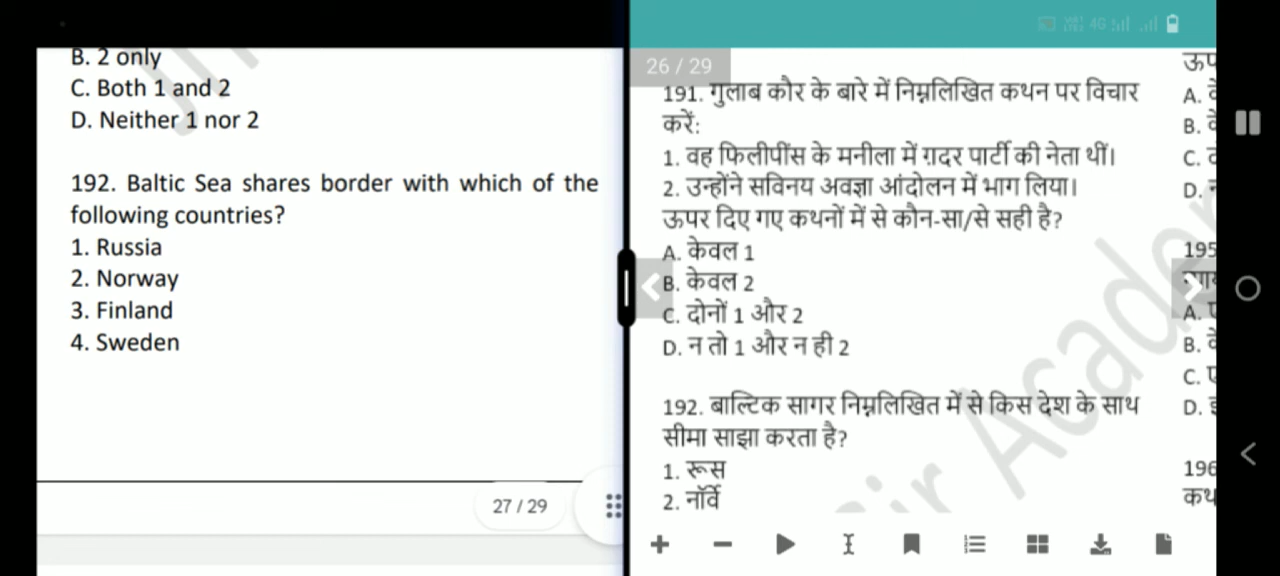 B. 2 only
C. Both 1 and 2
D. Neither 1 nor 2
192. Baltic Sea shares border with which of the
following countries?
1. Russia
2. Norway
3. Finland
4. Sweden
27 / 29
4G
26 / 29
191. गुलाब कौर के बारे में निम्नलिखित कथन पर विचार
करें:
1. वह फिलीपींस के मनीला में ग़दर पार्टी की नेता थीं।
2. उन्होंने सविनय अवज्ञा आंदोलन में भाग लिया।
ऊपर दिए गए कथनों में से कौन-सा/से सही है?
A. केवल 1
B. केवल 2
C. दोनों 1 और 2
D. न तो 1 और न ही 2
192. बाल्टिक सागर निम्नलिखित में से किस देश के साथ
सीमा साझा करता है?
1. रूस
2. नॉर्वे
Sir Academ
A.
B.
C.
D.
195
A.
B.
C.
D.
196